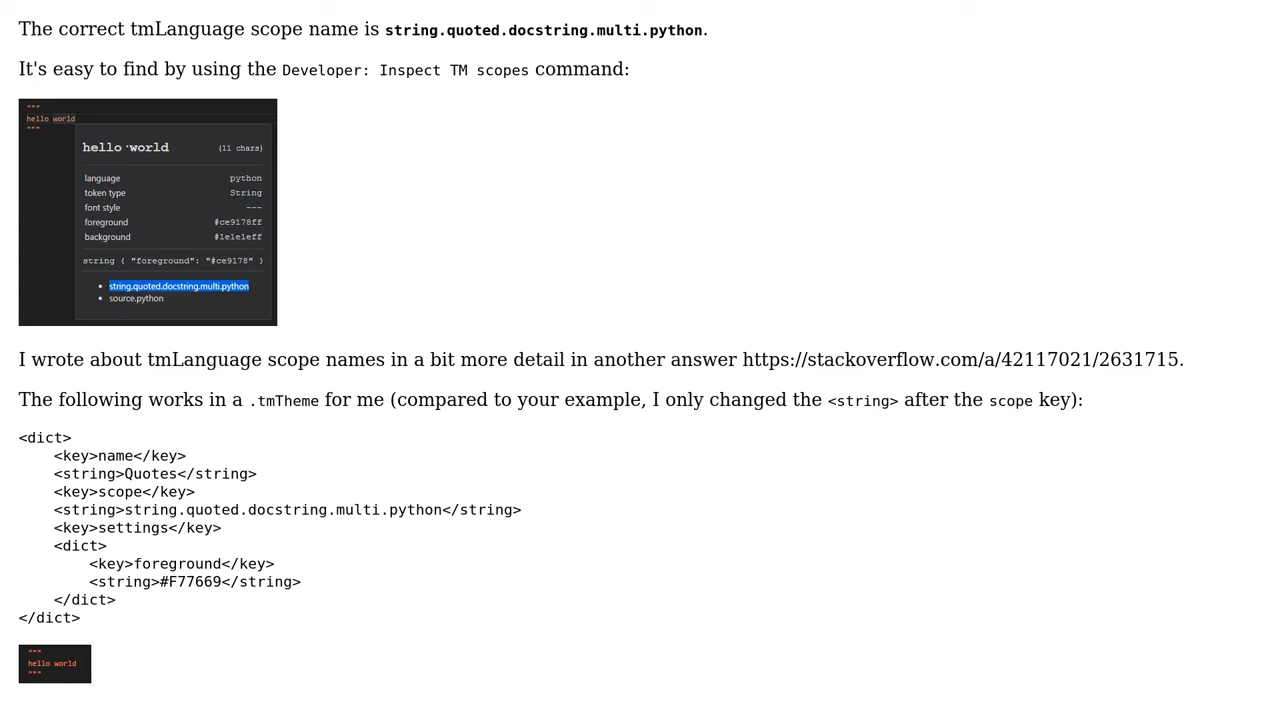 The correct tmLanguage scope name is string.quoted.docstring.multi.python.
It's easy to find by using the Developer: Inspect TM scopes command:
"""
hello world
"""
hello·world (11 chars)
language python
token type String
font style ---
foreground #ce9178ff
background #1e1e1eff
string { "foreground": "#ce9178" }
• string.quoted.docstring.multi.python
• source.python
I wrote about tmLanguage scope names in a bit more detail in another answer https://stackoverflow.com/a/42117021/2631715.
The following works in a .tmTheme for me (compared to your example, I only changed the <string> after the scope key):
<dict>
    <key>name</key>
    <string>Quotes</string>
    <key>scope</key>
    <string>string.quoted.docstring.multi.python</string>
    <key>settings</key>
    <dict>
        <key>foreground</key>
        <string>#F77669</string>
    </dict>
</dict>
"""
hello world
"""